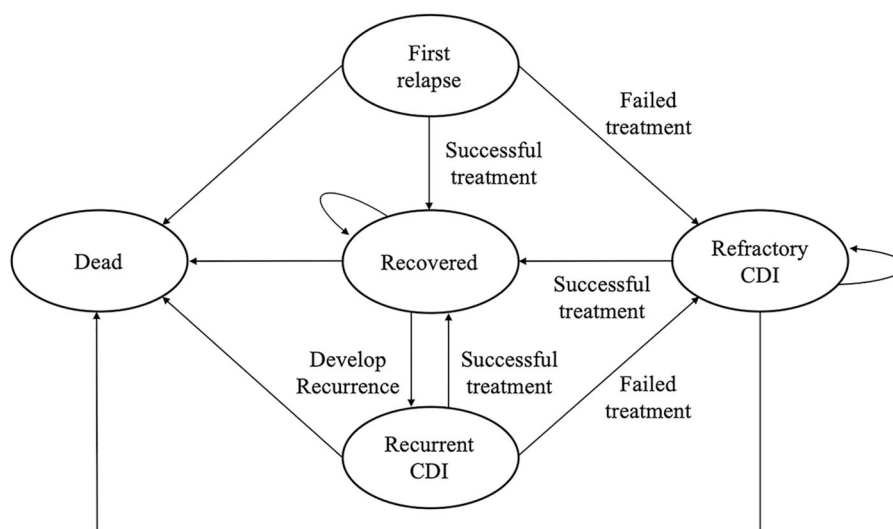 First
relapse
Failed
treatment
Successful
treatment
Dead
Recovered
Refractory
CDI
Successful
treatment
Develop
Recurrence
Successful
treatment
Failed
treatment
Recurrent
CDI